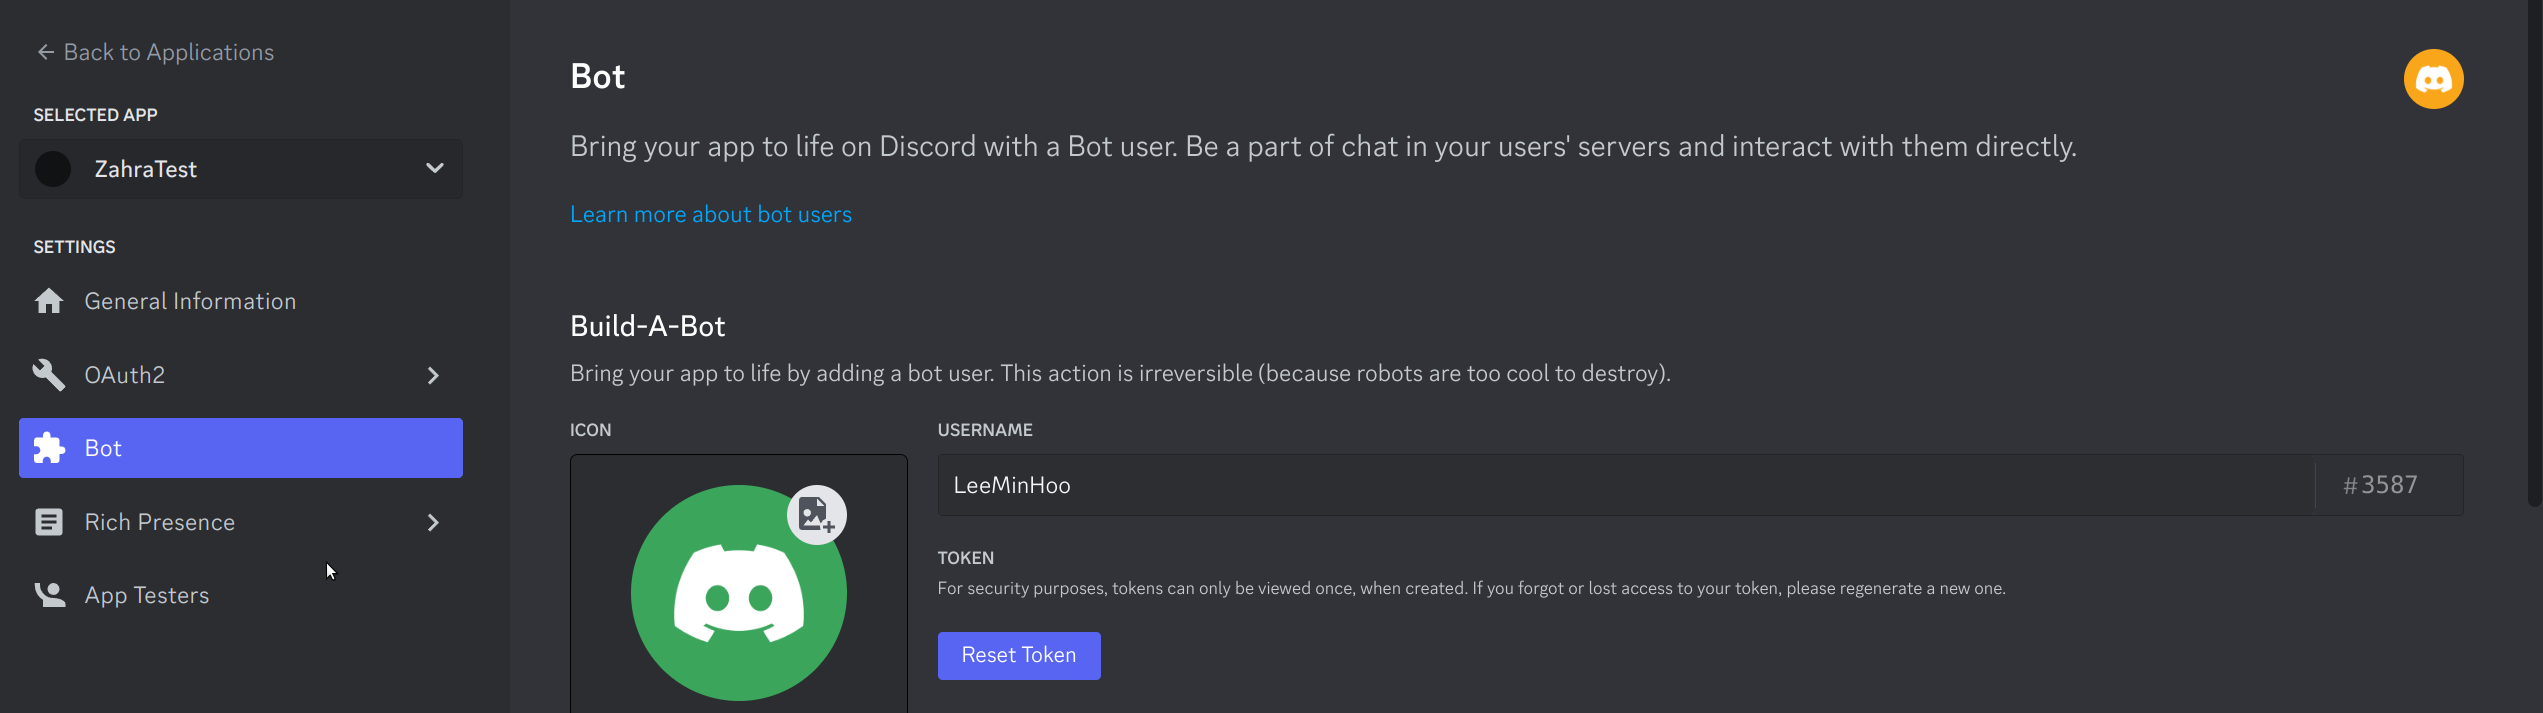 Back to Applications
SELECTED APP
ZahraTest
SETTINGS
General Information
OAuth2
Bot
Rich Presence
App Testers
Bot
Bring your app to life on Discord with a Bot user. Be a part of chat in your users' servers and interact with them directly.
Learn more about bot users
Build-A-Bot
Bring your app to life by adding a bot user. This action is irreversible (because robots are too cool to destroy).
ICON
USERNAME
LeeMinHoo #3587
TOKEN
For security purposes, tokens can only be viewed once, when created. If you forgot or lost access to your token, please regenerate a new one.
Reset Token